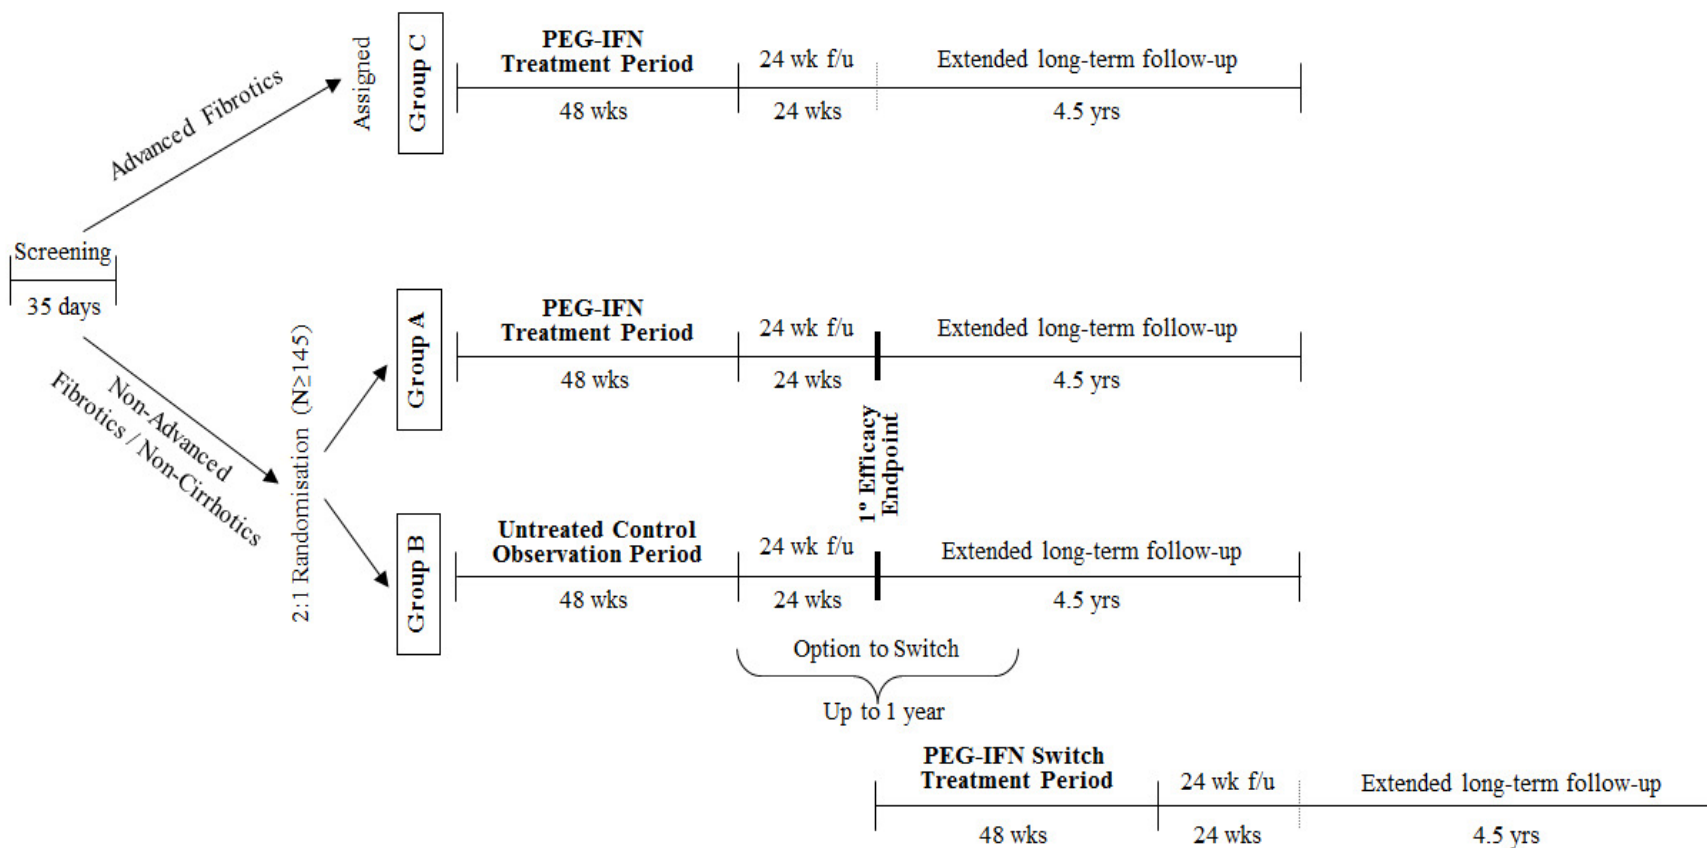 Advanced Fibrotics
Assigned
Group C
PEG-IFN
Treatment Period
24 wk f/u
Extended long-term follow-up
48 wks
24 wks
4.5 yrs
Screening
35 days
Non-Advanced
Fibrotics / Non-Cirrhotics
2:1 Randomisation (N≥145)
Group A
PEG-IFN
Treatment Period
24 wk f/u
Extended long-term follow-up
48 wks
24 wks
4.5 yrs
1º Efficacy
Endpoint
Group B
Untreated Control
Observation Period
24 wk f/u
Extended long-term follow-up
48 wks
24 wks
4.5 yrs
Option to Switch
Up to 1 year
PEG-IFN Switch
Treatment Period
24 wk f/u
Extended long-term follow-up
48 wks
24 wks
4.5 yrs